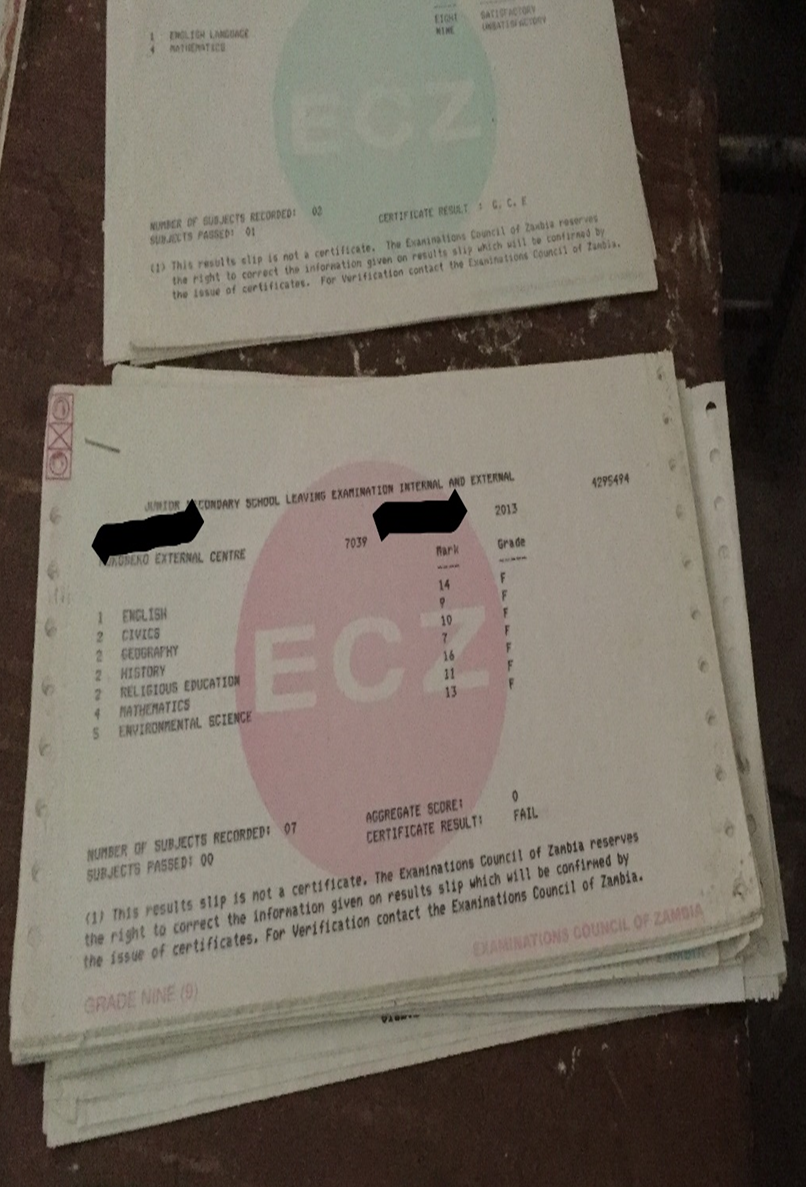 EIGHT SATISFACTORY
1 ENGLISH LANGUAGE NINE UNSATISFACTORY
4 MATHEMATICS
ECZ
NUMBER OF SUBJECTS RECORDED: 02 CERTIFICATE RESULT : G. C. E
SUBJECTS PASSED: 01
(1) This results slip is not a certificate. The Examinations Council of Zambia reserves
the right to correct the information given on results slip which will be confirmed by
the issue of certificates. For Verification contact the Examinations Council of Zambia.
JUNIOR SECONDARY SCHOOL LEAVING EXAMINATION INTERNAL AND EXTERNAL 4295494
2013
EXTERNAL CENTRE 7039
Mark Grade
---- -----
1 ENGLISH 14 F
2 CIVICS 9 F
2 GEOGRAPHY 10 F
2 HISTORY 7 F
2 RELIGIOUS EDUCATION 16 F
4 MATHEMATICS 11 F
5 ENVIRONMENTAL SCIENCE 13 F
ECZ
NUMBER OF SUBJECTS RECORDED: 07 AGGREGATE SCORE: 0
SUBJECTS PASSED: 00 CERTIFICATE RESULT: FAIL
(1) This results slip is not a certificate. The Examinations Council of Zambia reserves
the right to correct the information given on results slip which will be confirmed by
the issue of certificates. For Verification contact the Examinations Council of Zambia.
EXAMINATIONS COUNCIL OF ZAMBIA
GRADE NINE (9)